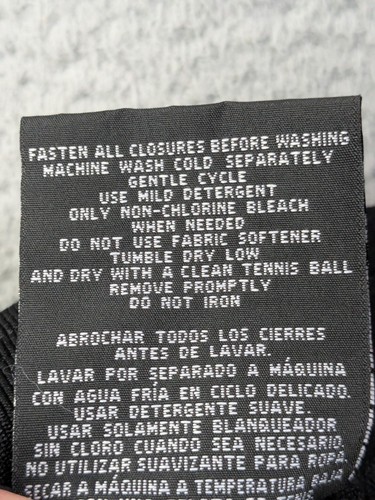 FASTEN ALL CLOSURES BEFORE WASHING
MACHINE WASH COLD SEPARATELY
GENTLE CYCLE
USE MILD DETERGENT
ONLY NON-CHLORINE BLEACH
WHEN NEEDED
DO NOT USE FABRIC SOFTENER
TUMBLE DRY LOW
AND DRY WITH A CLEAN TENNIS BALL
REMOVE PROMPTLY
DO NOT IRON
ABROCHAR TODOS LOS CIERRES
ANTES DE LAVAR.
LAVAR POR SEPARADO A MÁQUINA
CON AGUA FRÍA EN CICLO DELICADO.
USAR DETERGENTE SUAVE.
USAR SOLAMENTE BLANQUEADOR
SIN CLORO CUANDO SEA NECESARIO.
NO UTILIZAR SUAVIZANTE PARA ROPA.
SECAR A MÁQUINA A TEMPERATURA BAJA